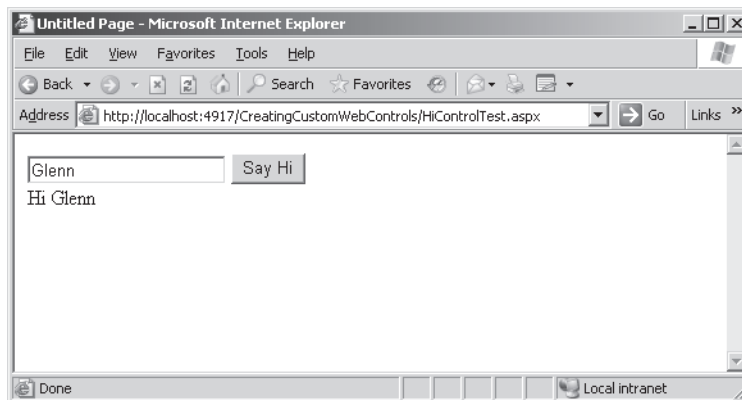 Untitled Page - Microsoft Internet Explorer
File Edit View Favorites Tools Help
Back Search Favorites
Address http://localhost:4917/CreatingCustomWebControls/HiControlTest.aspx Go Links »
Glenn Say Hi
Hi Glenn
Done Local intranet